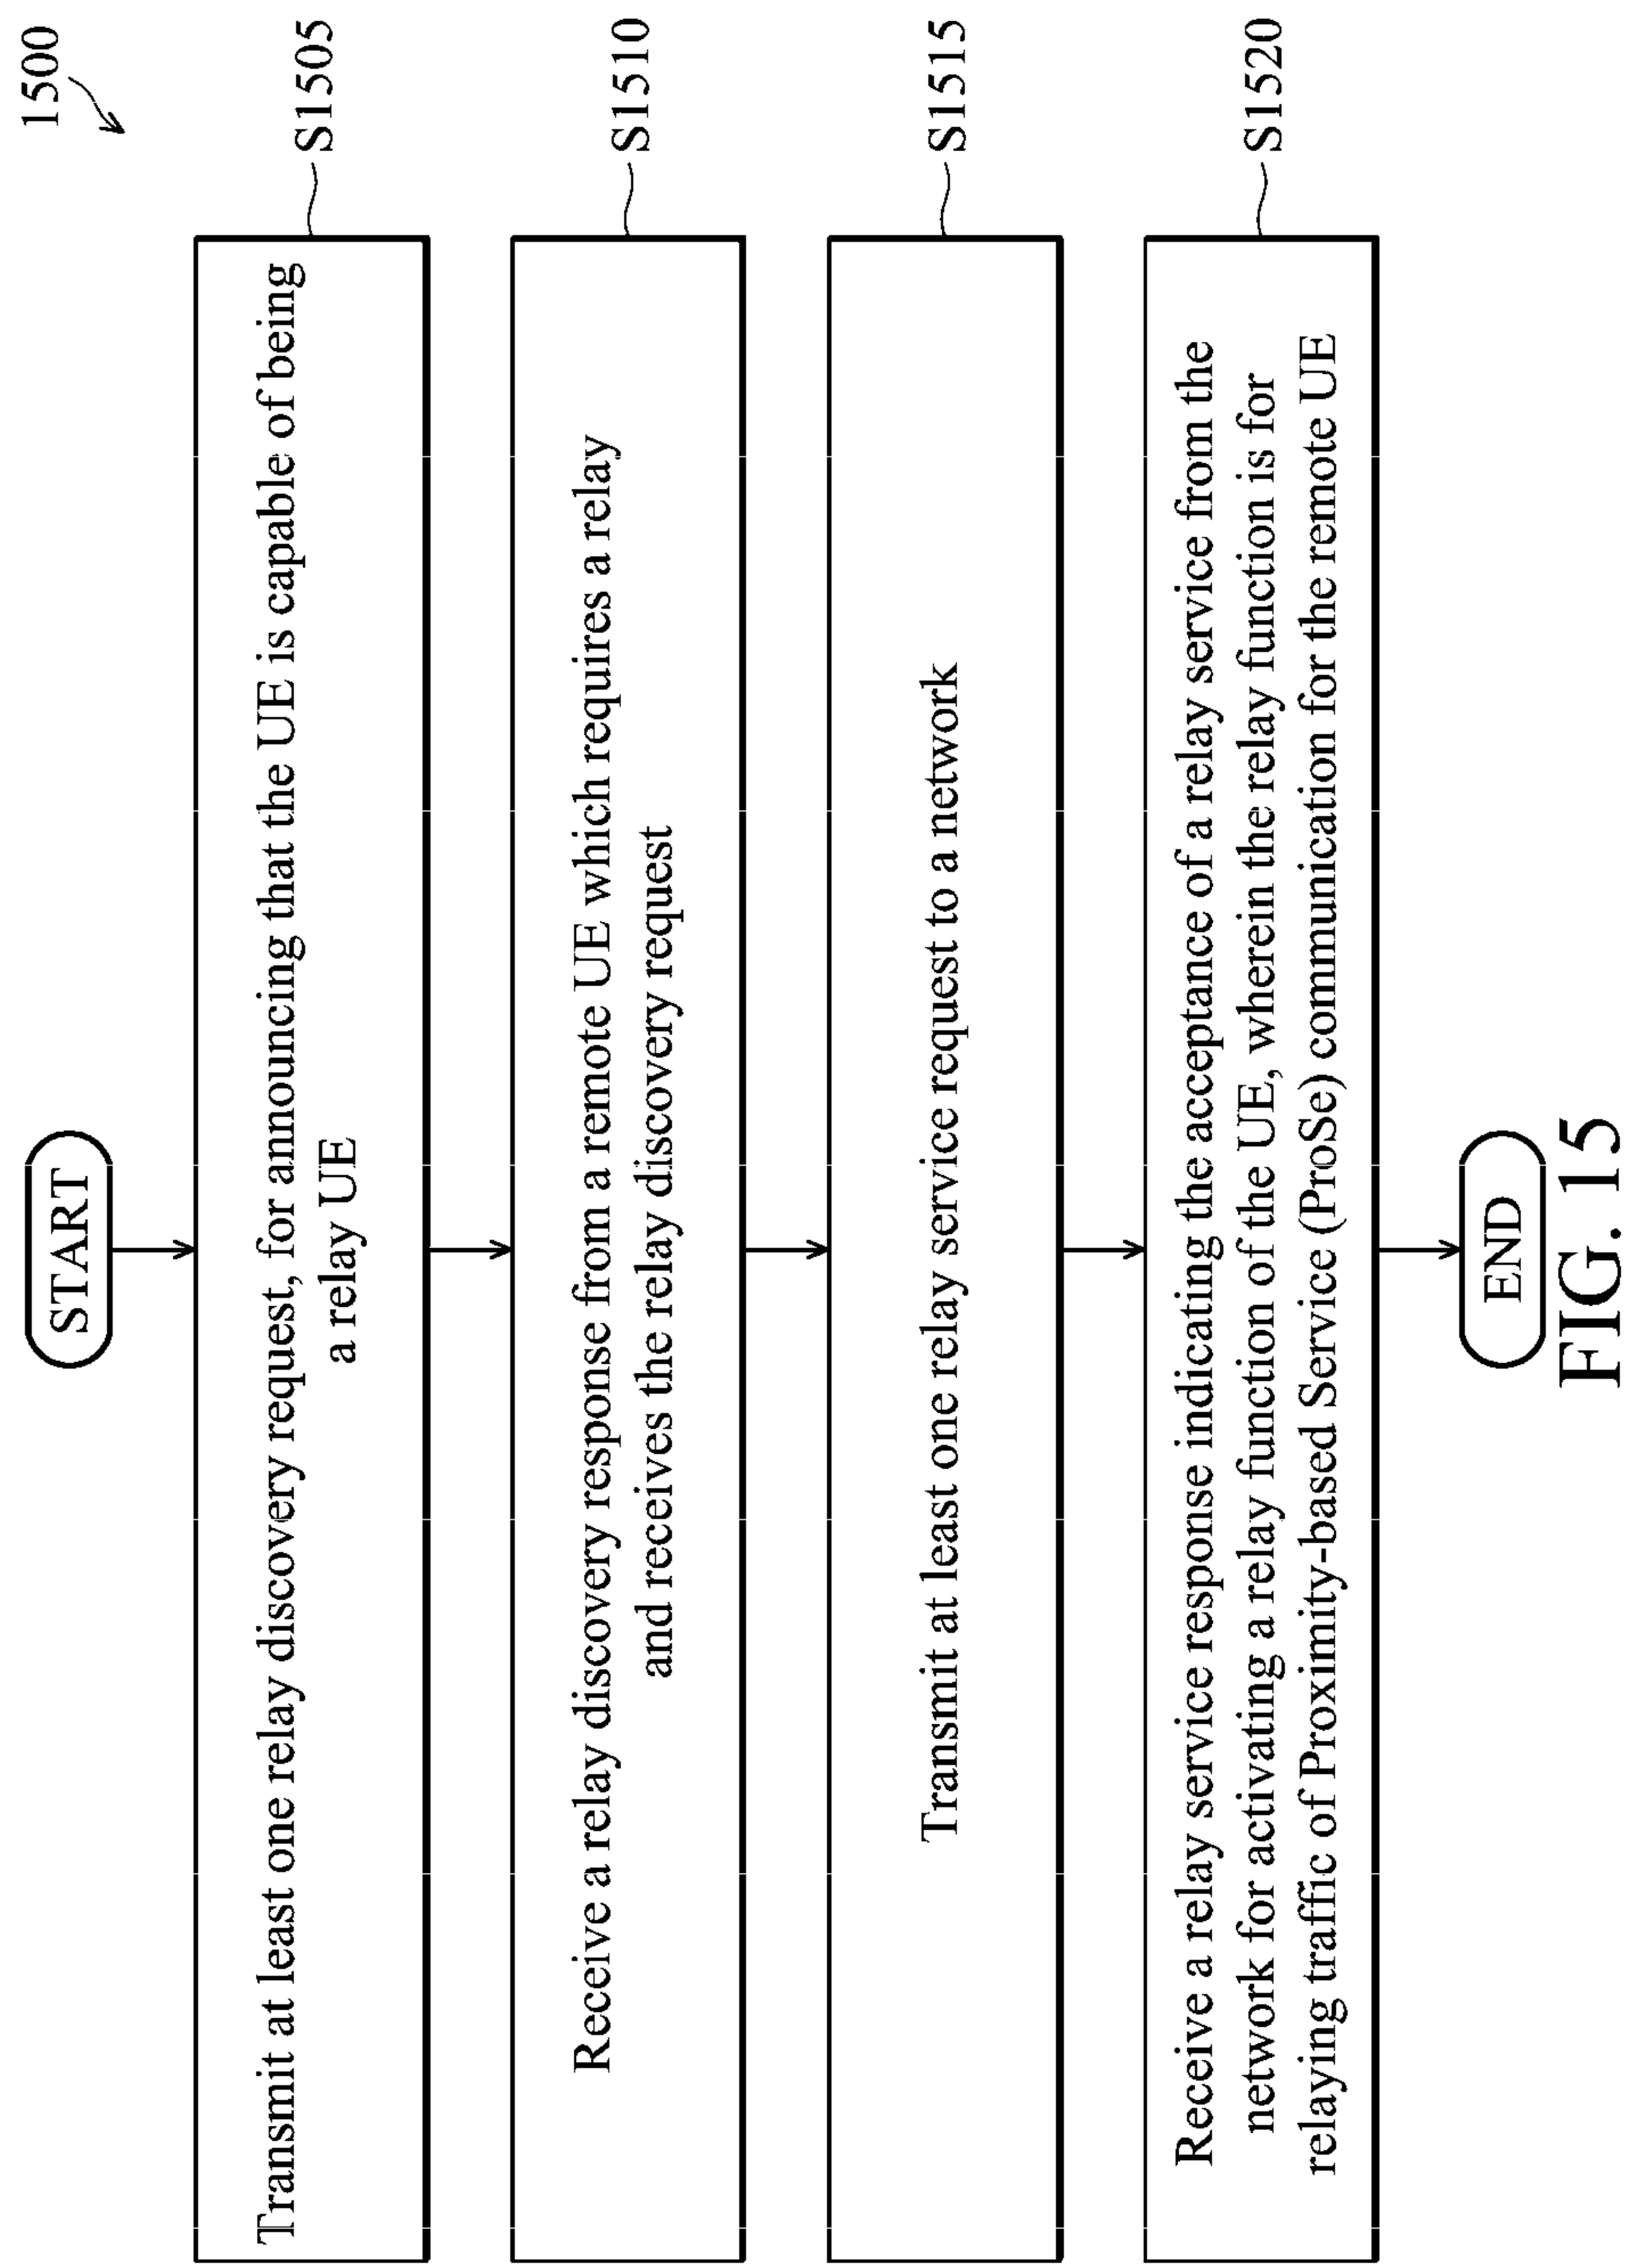 1500
START
Transmit at least one relay discovery request, for announcing that the UE is capable of being
a relay UE
S1505
Receive a relay discovery response from a remote UE which requires a relay
and receives the relay discovery request
S1510
Transmit at least one relay service request to a network
S1515
Receive a relay service response indicating the acceptance of a relay service from the
network for activating a relay function of the UE, wherein the relay function is for
relaying traffic of Proximity-based Service (ProSe) communication for the remote UE
S1520
END
FIG. 15